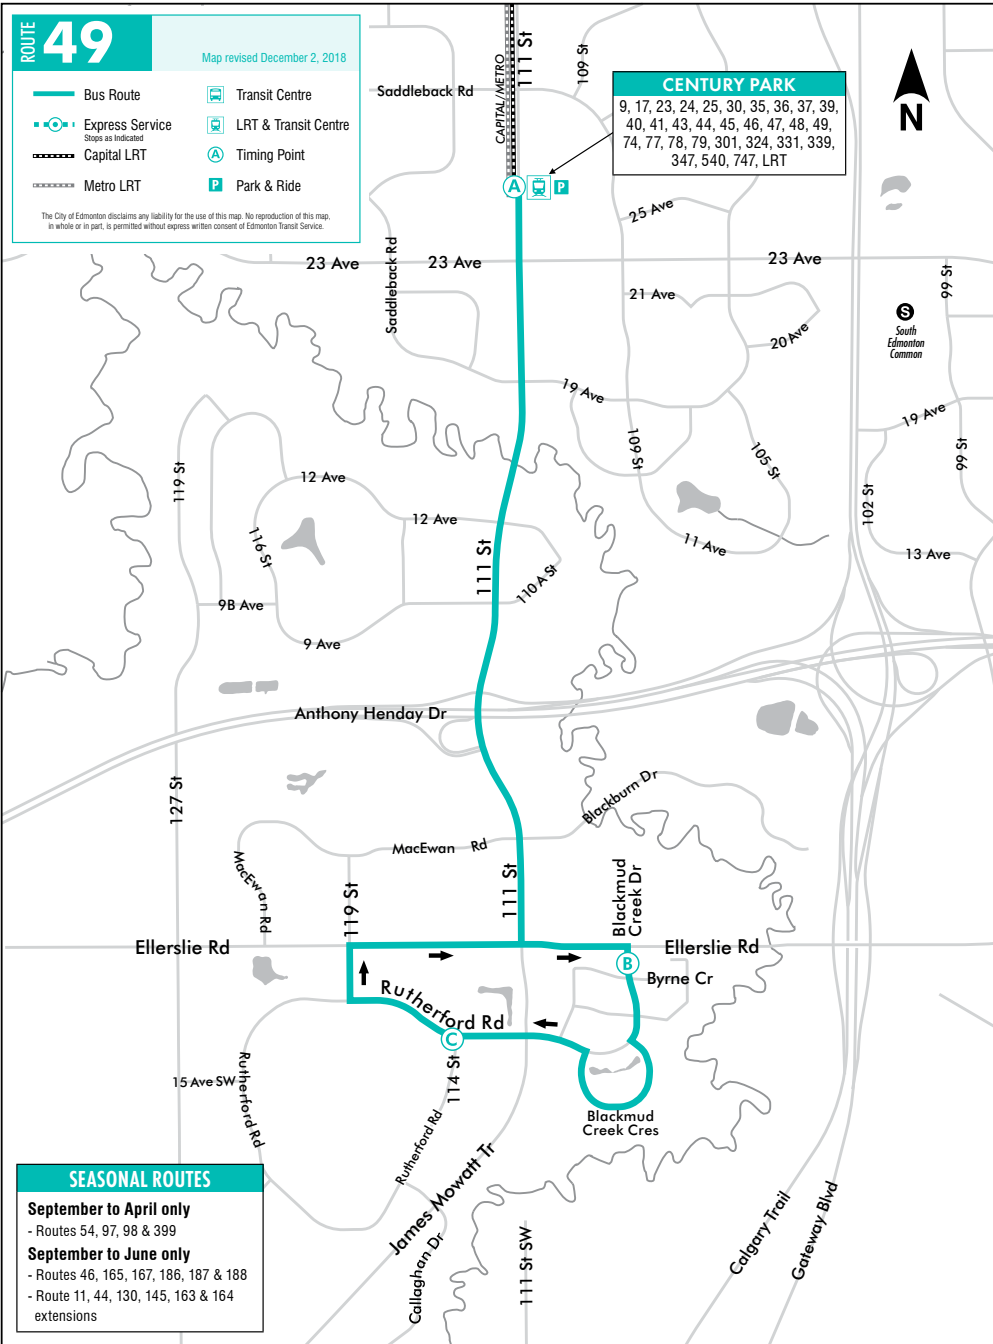 ROUTE 49
Map revised December 2, 2018
Bus Route
Express Service
Stops as Indicated
Capital LRT
Metro LRT
Transit Centre
LRT & Transit Centre
A Timing Point
P Park & Ride
The City of Edmonton disclaims any liability for the use of this map. No reproduction of this map,
in whole or in part, is permitted without express written consent of Edmonton Transit Service.
CAPITAL/METRO
111 St
109 St
Saddleback Rd
CENTURY PARK
9, 17, 23, 24, 25, 30, 35, 36, 37, 39,
40, 41, 43, 44, 45, 46, 47, 48, 49,
74, 77, 78, 79, 301, 324, 331, 339,
347, 540, 747, LRT
N
A
P
25 Ave
Saddleback Rd
23 Ave
23 Ave
23 Ave
99 St
21 Ave
20 Ave
S
South
Edmonton
Common
19 Ave
19 Ave
109 St
105 St
99 St
119 St
12 Ave
102 St
12 Ave
116 St
111 St
11 Ave
13 Ave
110 A St
9B Ave
9 Ave
Anthony Henday Dr
127 St
Blackburn Dr
MacEwan Rd
MacEwan Rd
119 St
111 St
Blackmud
Creek Dr
Ellerslie Rd
Ellerslie Rd
B
Byrne Cr
Rutherford Rd
C
114 St
15 Ave SW
Rutherford Rd
Rutherford Rd
Blackmud
Creek Cres
James Mowatt Tr
Callaghan Dr
111 St SW
Calgary Trail
Gateway Blvd
SEASONAL ROUTES
September to April only
- Routes 54, 97, 98 & 399
September to June only
- Routes 46, 165, 167, 186, 187 & 188
- Route 11, 44, 130, 145, 163 & 164
extensions